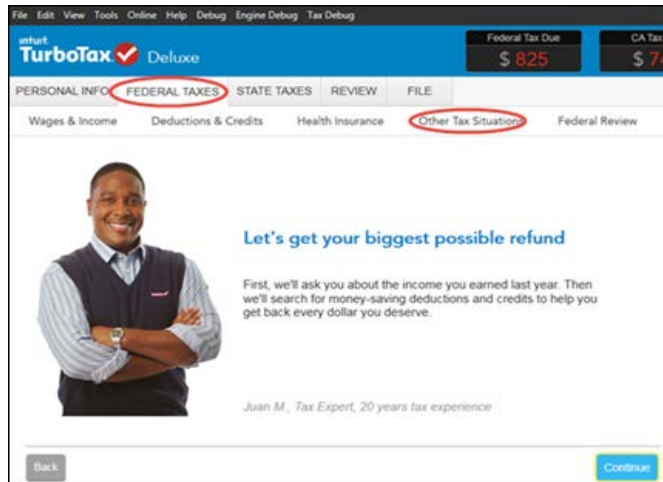 File Edit View Tools Online Help Debug Engine Debug Tax Debug
intuit
TurboTax Deluxe
Federal Tax Due
$ 825
CA Tax
$ 7
PERSONAL INFO FEDERAL TAXES STATE TAXES REVIEW FILE
Wages & Income Deductions & Credits Health Insurance Other Tax Situations Federal Review
Let's get your biggest possible refund
First, we'll ask you about the income you earned last year. Then
we'll search for money-saving deductions and credits to help you
get back every dollar you deserve.
Juan M., Tax Expert, 20 years tax experience
Back Continue